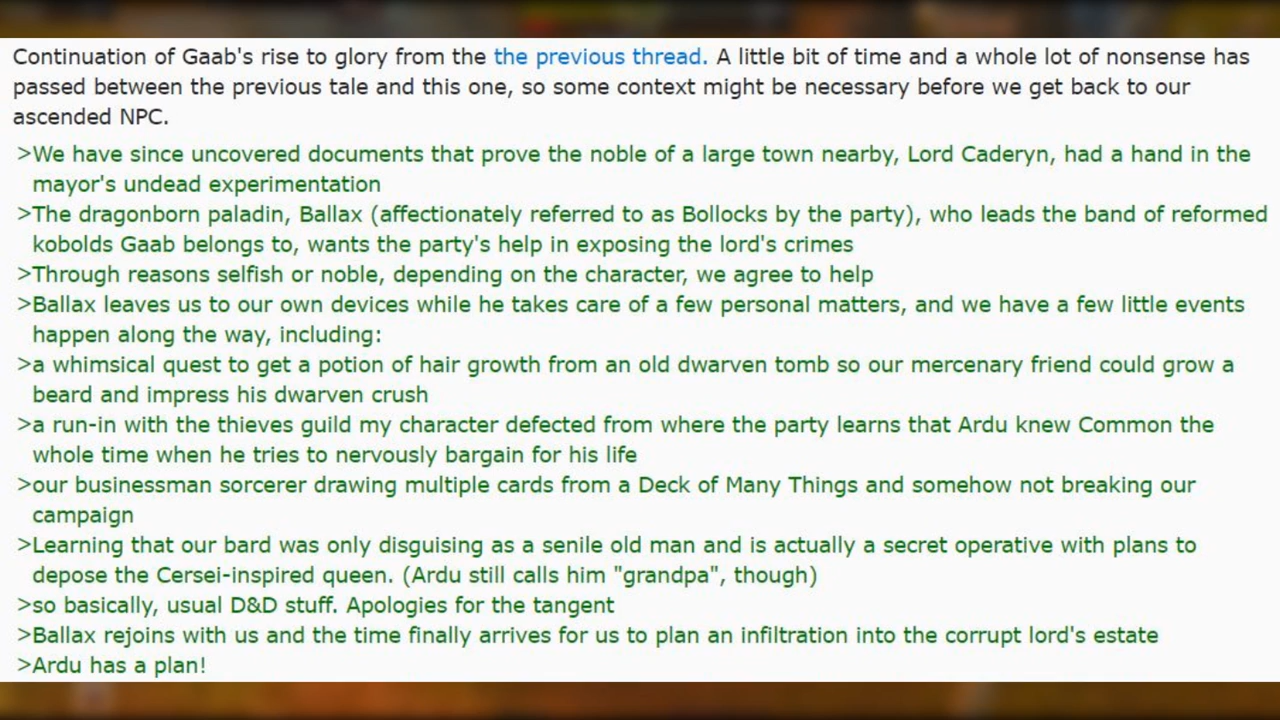 Continuation of Gaab's rise to glory from the the previous thread. A little bit of time and a whole lot of nonsense has
passed between the previous tale and this one, so some context might be necessary before we get back to our
ascended NPC.
>We have since uncovered documents that prove the noble of a large town nearby, Lord Caderyn, had a hand in the
mayor's undead experimentation
>The dragonborn paladin, Ballax (affectionately referred to as Bollocks by the party), who leads the band of reformed
kobolds Gaab belongs to, wants the party's help in exposing the lord's crimes
>Through reasons selfish or noble, depending on the character, we agree to help
>Ballax leaves us to our own devices while he takes care of a few personal matters, and we have a few little events
happen along the way, including:
>a whimsical quest to get a potion of hair growth from an old dwarven tomb so our mercenary friend could grow a
beard and impress his dwarven crush
>a run-in with the thieves guild my character defected from where the party learns that Ardu knew Common the
whole time when he tries to nervously bargain for his life
>our businessman sorcerer drawing multiple cards from a Deck of Many Things and somehow not breaking our
campaign
>Learning that our bard was only disguising as a senile old man and is actually a secret operative with plans to
depose the Cersei-inspired queen. (Ardu still calls him "grandpa", though)
>so basically, usual D&D stuff. Apologies for the tangent
>Ballax rejoins with us and the time finally arrives for us to plan an infiltration into the corrupt lord's estate
>Ardu has a plan!